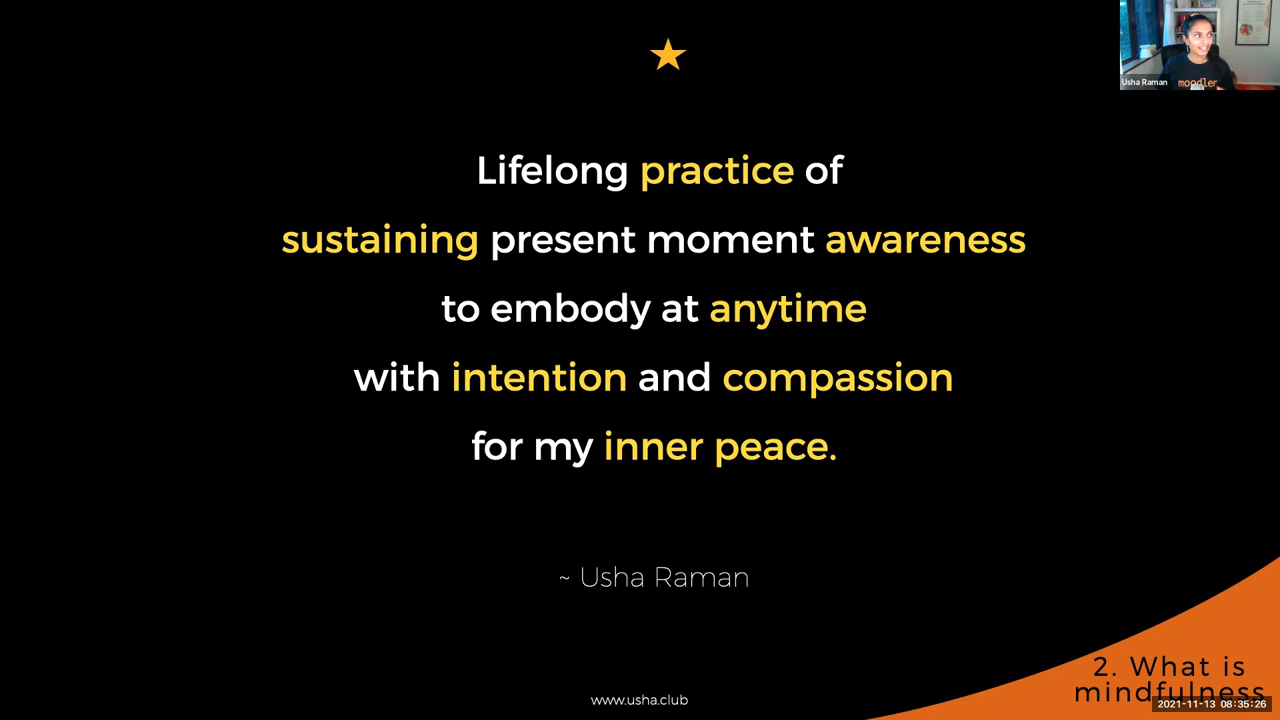 Usha Raman
moodler
Lifelong practice of
sustaining present moment awareness
to embody at anytime
with intention and compassion
for my inner peace.
~ Usha Raman
2. What is
mindfulness
www.usha.club
2021-11-13 08:35:26